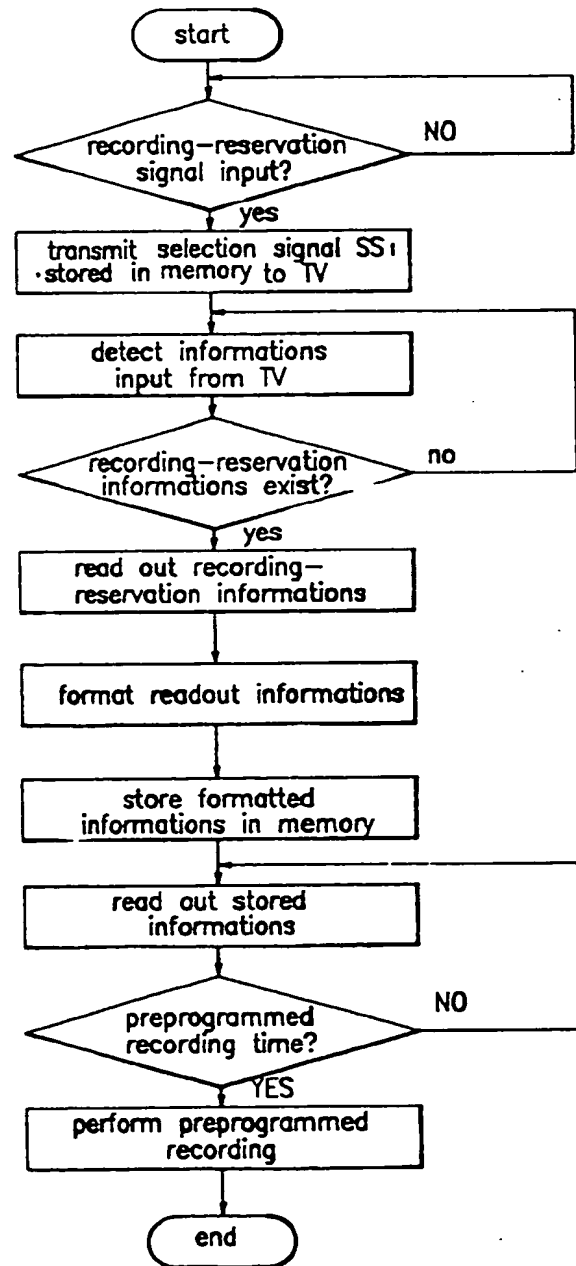 start
recording-reservation
signal input?
NO
yes
transmit selection signal SS₁
stored in memory to TV
detect informations
input from TV
recording-reservation
informations exist?
no
yes
read out recording-
reservation informations
format readout informations
store formatted
informations in memory
read out stored
informations
preprogrammed
recording time?
NO
YES
perform preprogrammed
recording
end